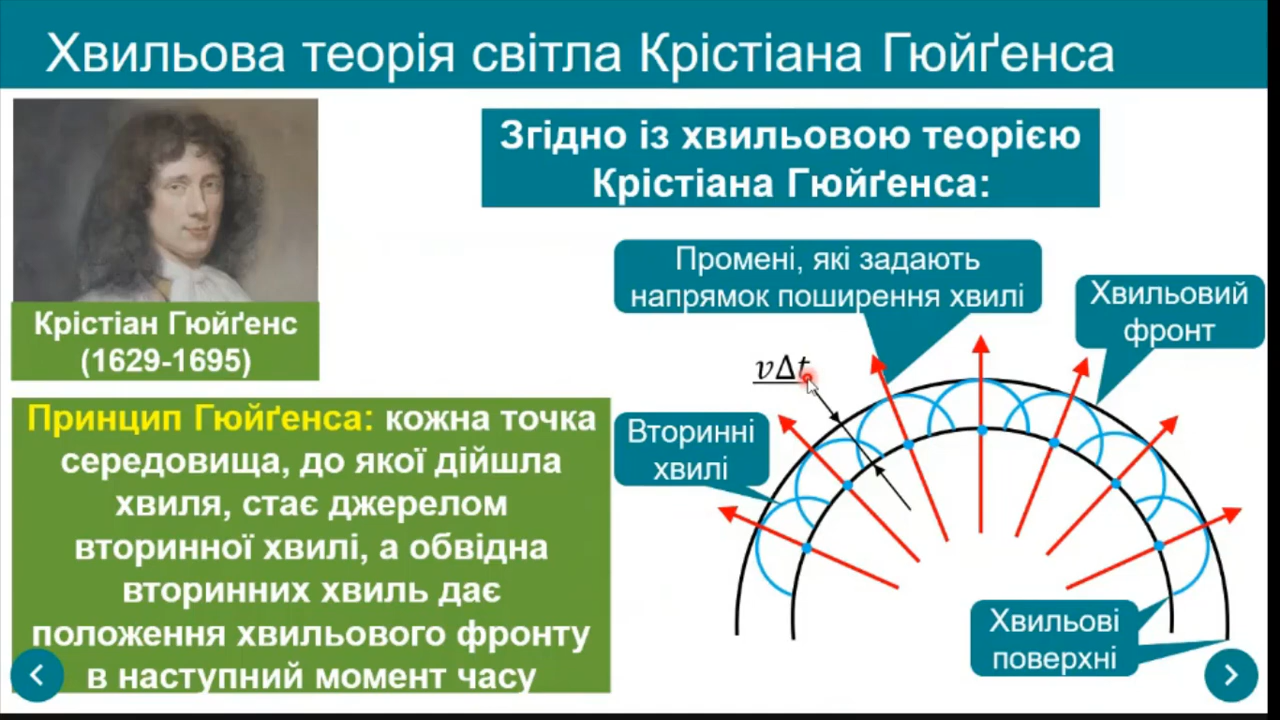 Хвильова теорія світла Крістіана Гюйґенса
Згідно із хвильовою теорією
Крістіана Гюйґенса:
Крістіан Гюйґенс
(1629-1695)
Принцип Гюйґенса: кожна точка
середовища, до якої дійшла
хвиля, стає джерелом
вторинної хвилі, а обвідна
вторинних хвиль дає
положення хвильового фронту
в наступний момент часу
Промені, які задають
напрямок поширення хвилі
Хвильовий
фронт
vΔt
Вторинні
хвилі
Хвильові
поверхні